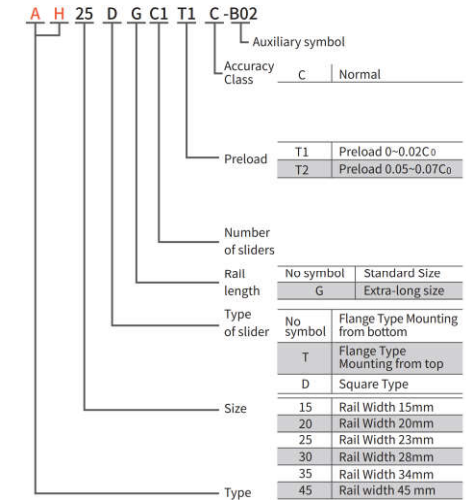 A H 25 D G C1 T1 C -B02
Auxiliary symbol
Accuracy
Class
C Normal
Preload
T1 Preload 0~0.02C₀
T2 Preload 0.05~0.07C₀
Number
of sliders
Rail
length
No symbol Standard Size
G Extra-long size
Type
of slider
No
symbol
Flange Type Mounting
from bottom
T
Flange Type
Mounting from top
D Square Type
Size
15 Rail Width 15mm
20 Rail Width 20mm
25 Rail Width 23mm
30 Rail Width 28mm
35 Rail Width 34mm
45 Rail width 45 mm
Type